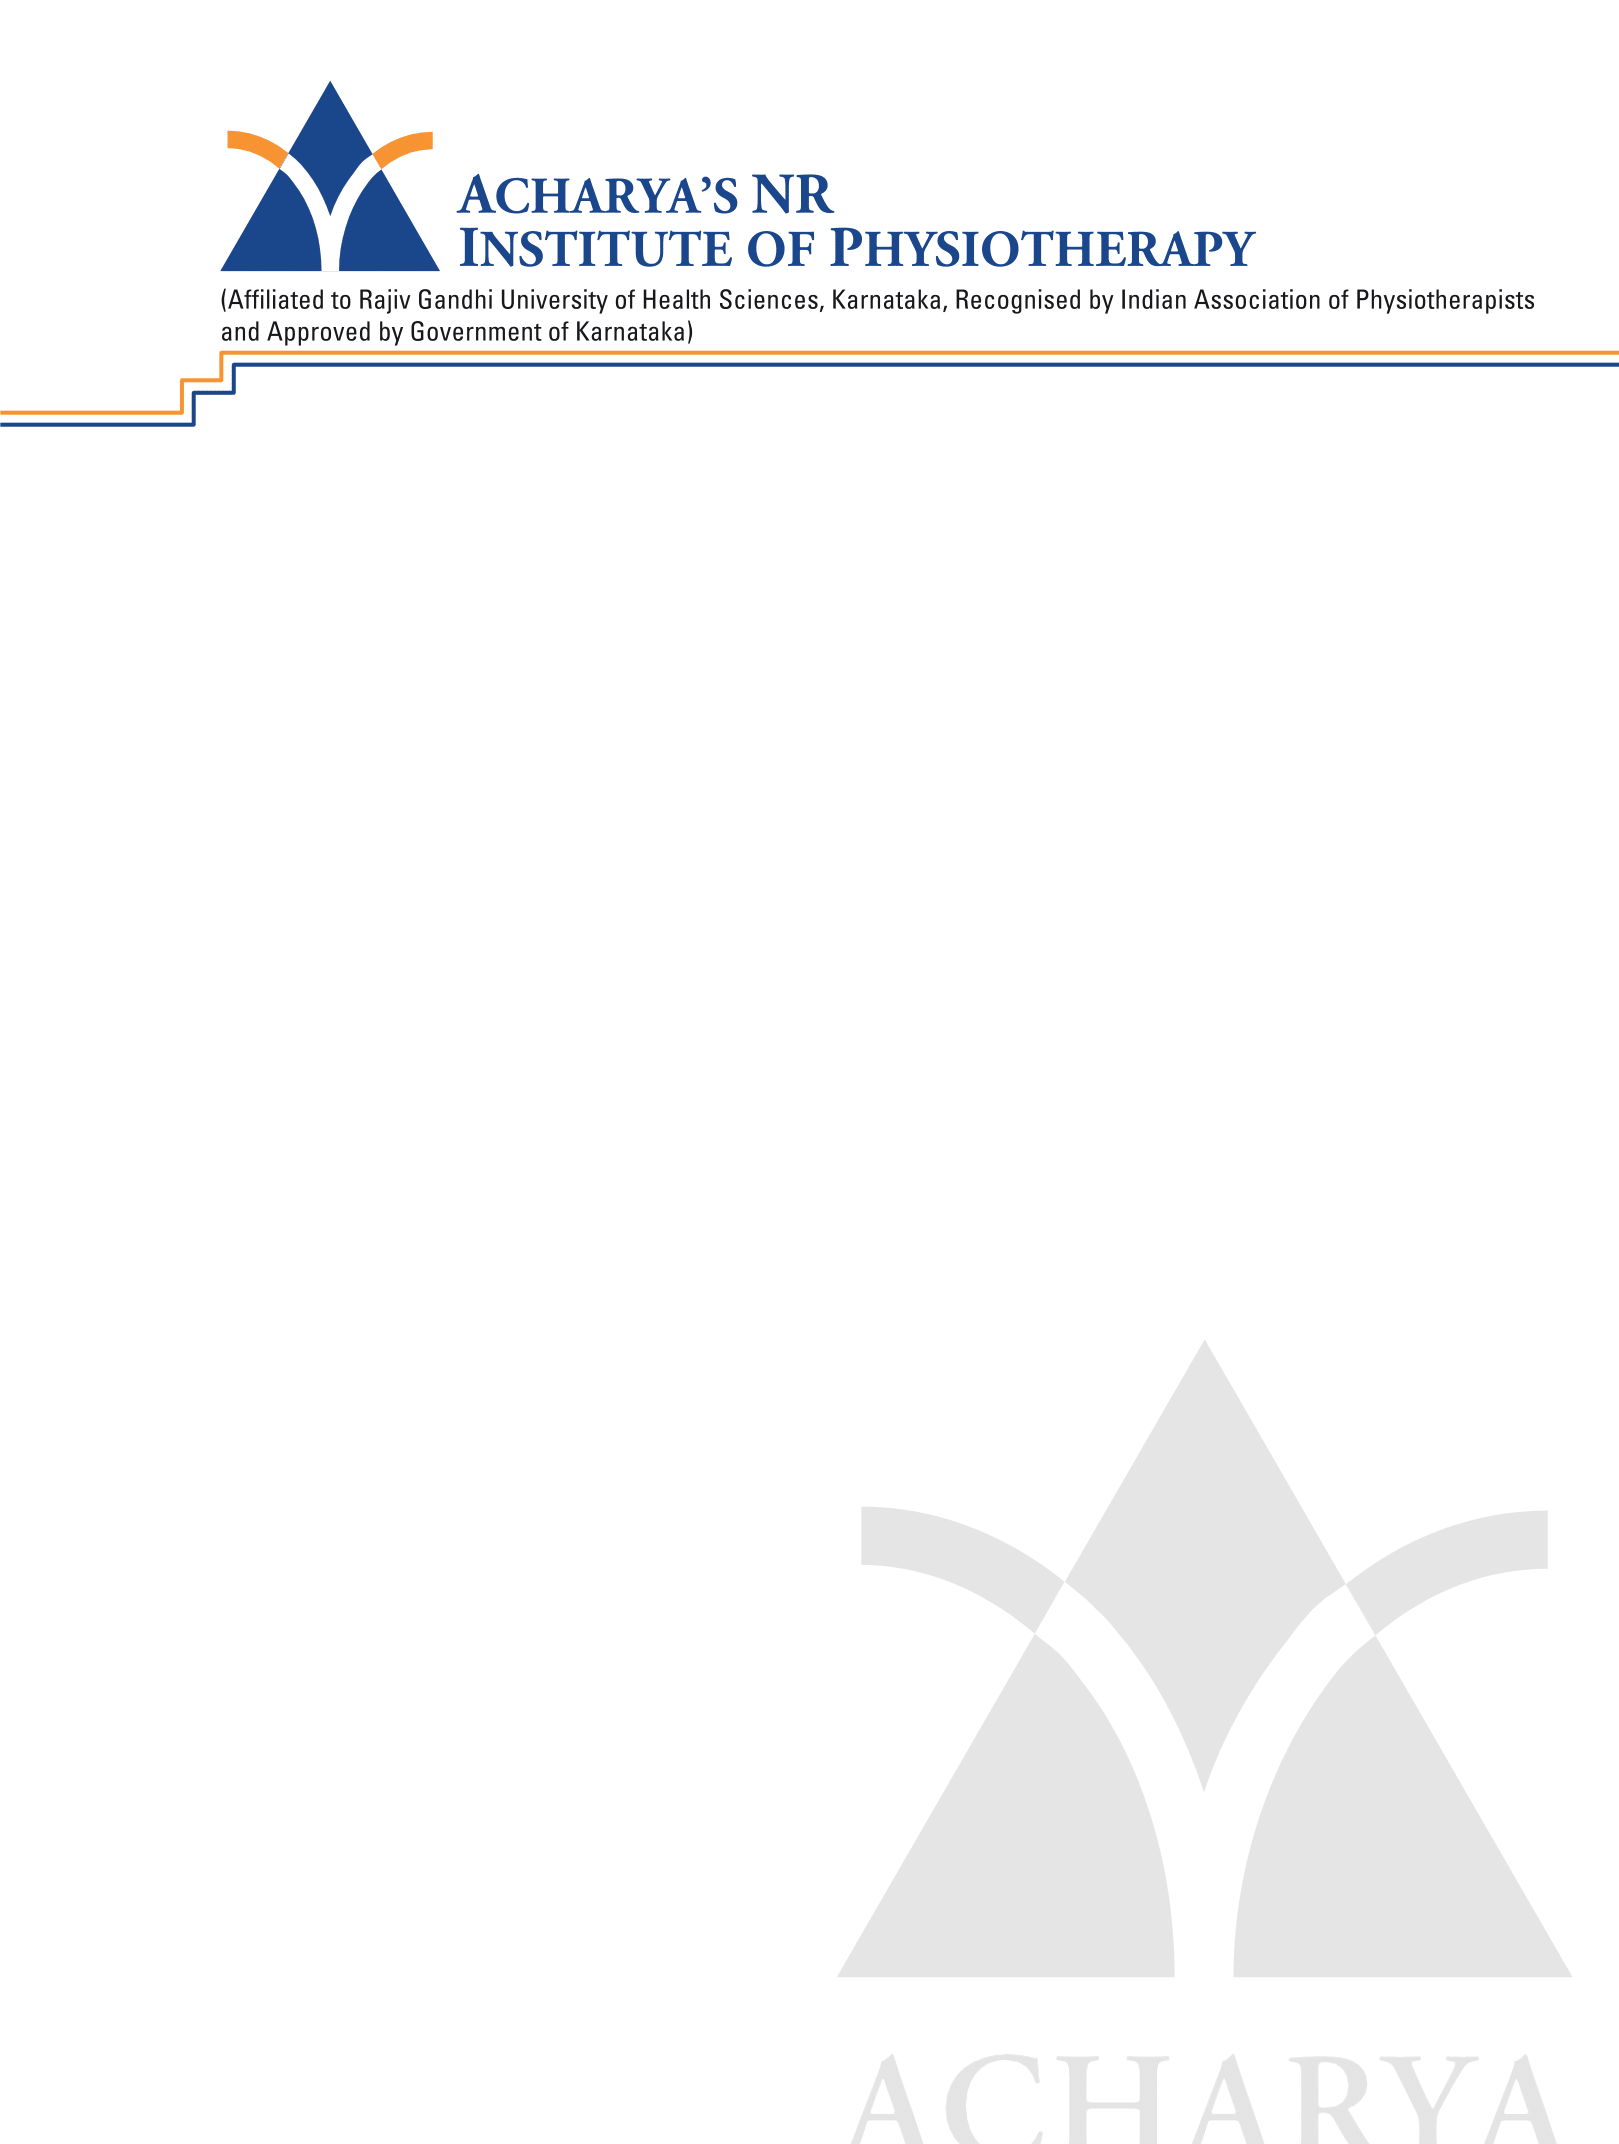 ACHARYA’S NR
INSTITUTE OF PHYSIOTHERAPY
(Affiliated to Rajiv Gandhi University of Health Sciences, Karnataka, Recognised by Indian Association of Physiotherapists
and Approved by Government of Karnataka)
ACHARYA